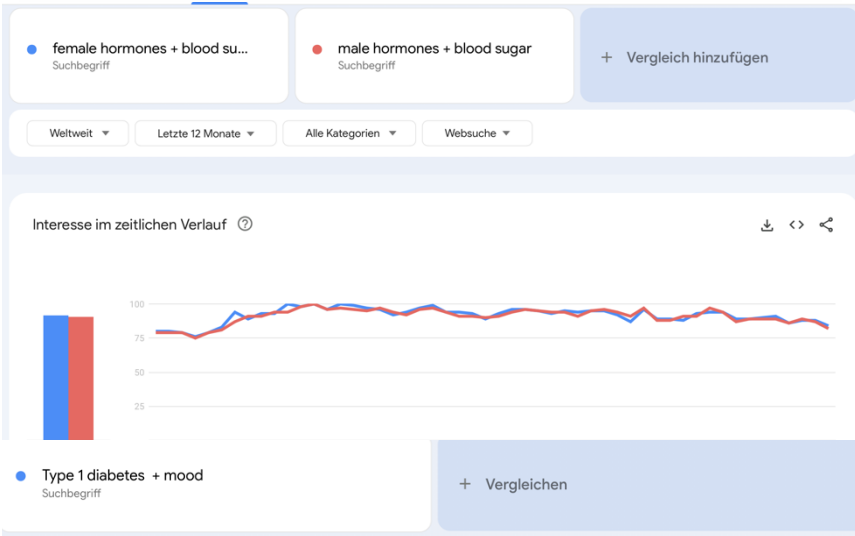 female hormones + blood su...
Suchbegriff
male hormones + blood sugar
Suchbegriff
+ Vergleich hinzufügen
Weltweit
Letzte 12 Monate
Alle Kategorien
Websuche
Interesse im zeitlichen Verlauf
100
75
50
25
Type 1 diabetes + mood
Suchbegriff
+ Vergleichen